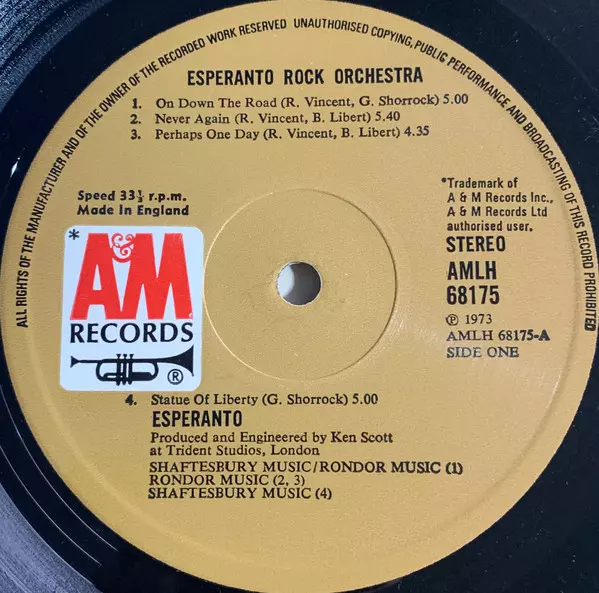 ALL RIGHTS OF THE MANUFACTURER AND OF THE OWNER OF THE RECORDED WORK RESERVED UNAUTHORISED COPYING, PUBLIC PERFORMANCE AND BROADCASTING OF THIS RECORD PROHIBITED
ESPERANTO ROCK ORCHESTRA
1. On Down The Road (R. Vincent, G. Shorrock) 5.00
2. Never Again (R. Vincent, B. Libert) 5.40
3. Perhaps One Day (R. Vincent, B. Libert) 4.35
Speed 33⅓ r.p.m.
Made In England
*
A&M
RECORDS
®
*Trademark of
A & M Records Inc.,
A & M Records Ltd
authorised user.
STEREO
AMLH
68175
℗ 1973
AMLH 68175-A
SIDE ONE
4. Statue Of Liberty (G. Shorrock) 5.00
ESPERANTO
Produced and Engineered by Ken Scott
at Trident Studios, London
SHAFTESBURY MUSIC/RONDOR MUSIC (1)
RONDOR MUSIC (2, 3)
SHAFTESBURY MUSIC (4)